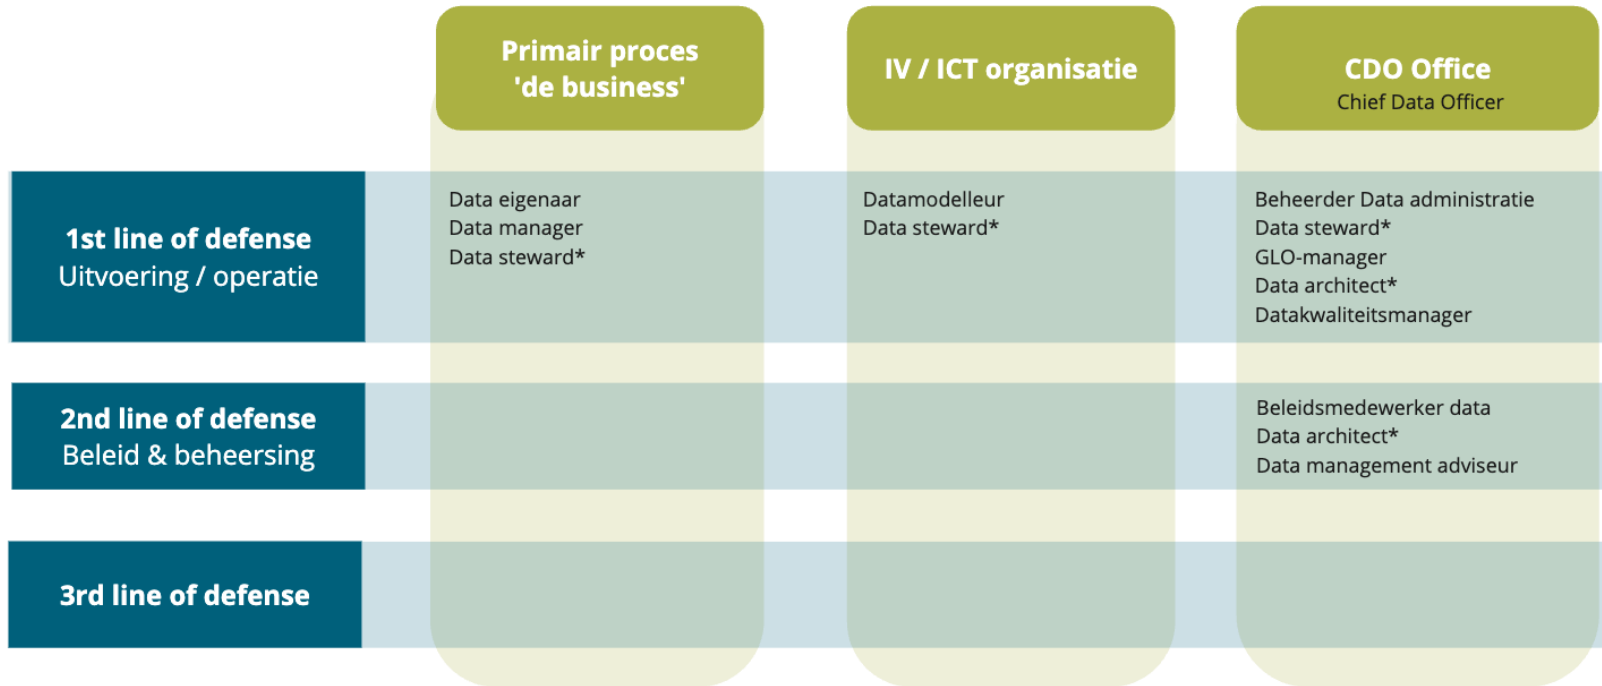 Primair proces
'de business'
IV / ICT organisatie
CDO Office
Chief Data Officer
1st line of defense
Uitvoering / operatie
Data eigenaar
Data manager
Data steward*
Datamodelleur
Data steward*
Beheerder Data administratie
Data steward*
GLO-manager
Data architect*
Datakwaliteitsmanager
2nd line of defense
Beleid & beheersing
Beleidsmedewerker data
Data architect*
Data management adviseur
3rd line of defense